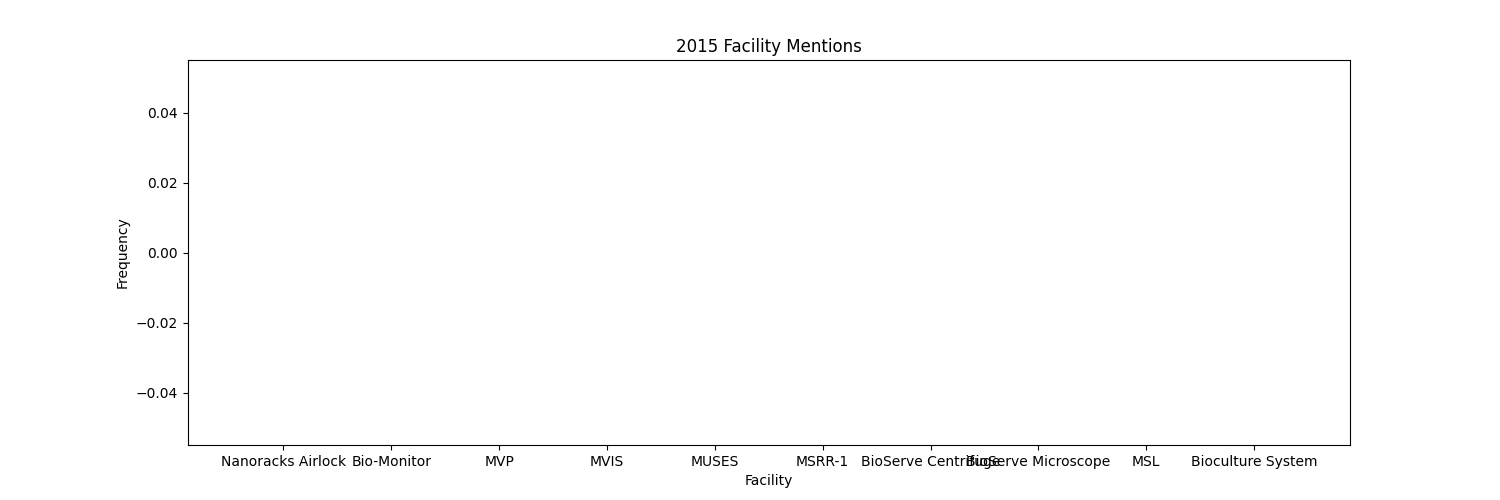 2015 Facility Mentions
Frequency
0.04
0.02
0.00
−0.02
−0.04
Nanoracks Airlock Bio-Monitor MVP MVIS MUSES MSRR-1 BioServe Centrifuge BioServe Microscope MSL Bioculture System
Facility